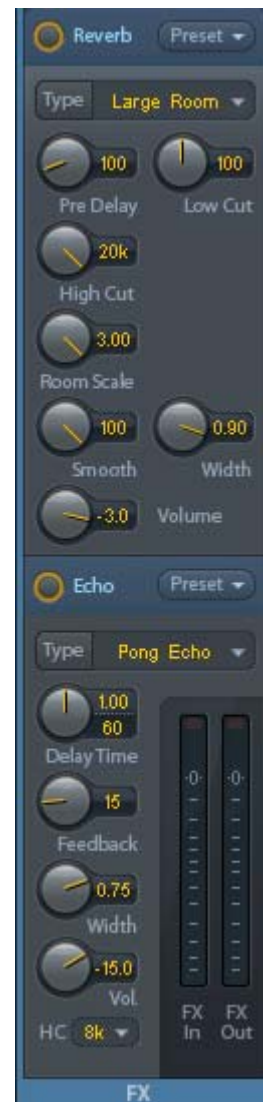 Reverb Preset
Type Large Room
100 100
Pre Delay Low Cut
20k
High Cut
3.00
Room Scale
100 0.90
Smooth Width
-3.0 Volume
Echo Preset
Type Pong Echo
1.00
60
Delay Time
15
Feedback
0.75
Width
-15.0
Vol.
HC 8k
-0- -0-
FX FX
In Out
FX